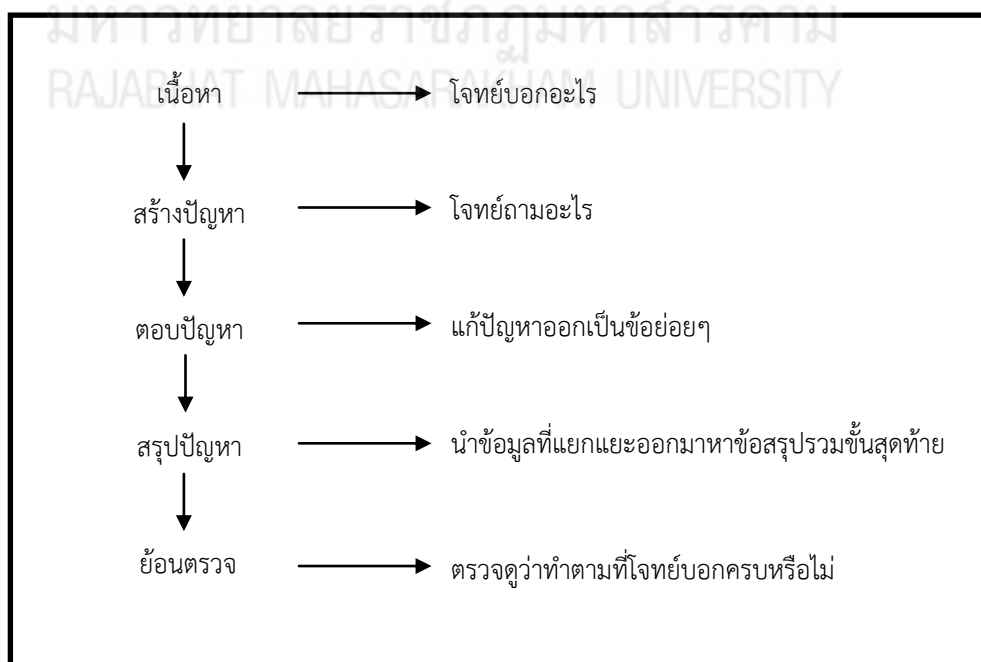 มหาวิทยาลัยราชภัฏมหาสารคาม
RAJABHAT MAHASARAKHAM UNIVERSITY
เนื้อหา โจทย์บอกอะไร
สร้างปัญหา โจทย์ถามอะไร
ตอบปัญหา แก้ปัญหาออกเป็นข้อย่อยๆ
สรุปปัญหา นำข้อมูลที่แยกแยะออกมาหาข้อสรุปรวมขั้นสุดท้าย
ย้อนตรวจ ตรวจดูว่าทำตามที่โจทย์บอกครบหรือไม่